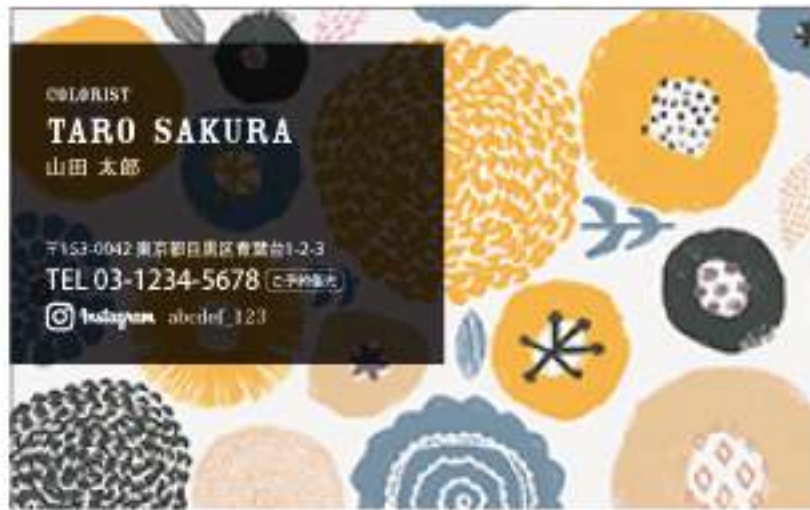 COLORIST
TARO SAKURA
山田 太郎
〒153-0042 東京都目黒区青葉台1-2-3
TEL 03-1234-5678 ご予約優先
Instagram abcdef_123